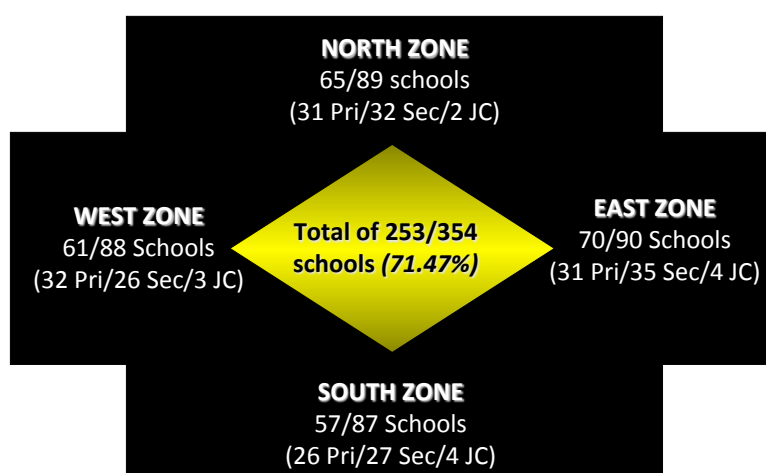 NORTH ZONE
65/89 schools
(31 Pri/32 Sec/2 JC)
WEST ZONE
61/88 Schools
(32 Pri/26 Sec/3 JC)
Total of 253/354
schools (71.47%)
EAST ZONE
70/90 Schools
(31 Pri/35 Sec/4 JC)
SOUTH ZONE
57/87 Schools
(26 Pri/27 Sec/4 JC)